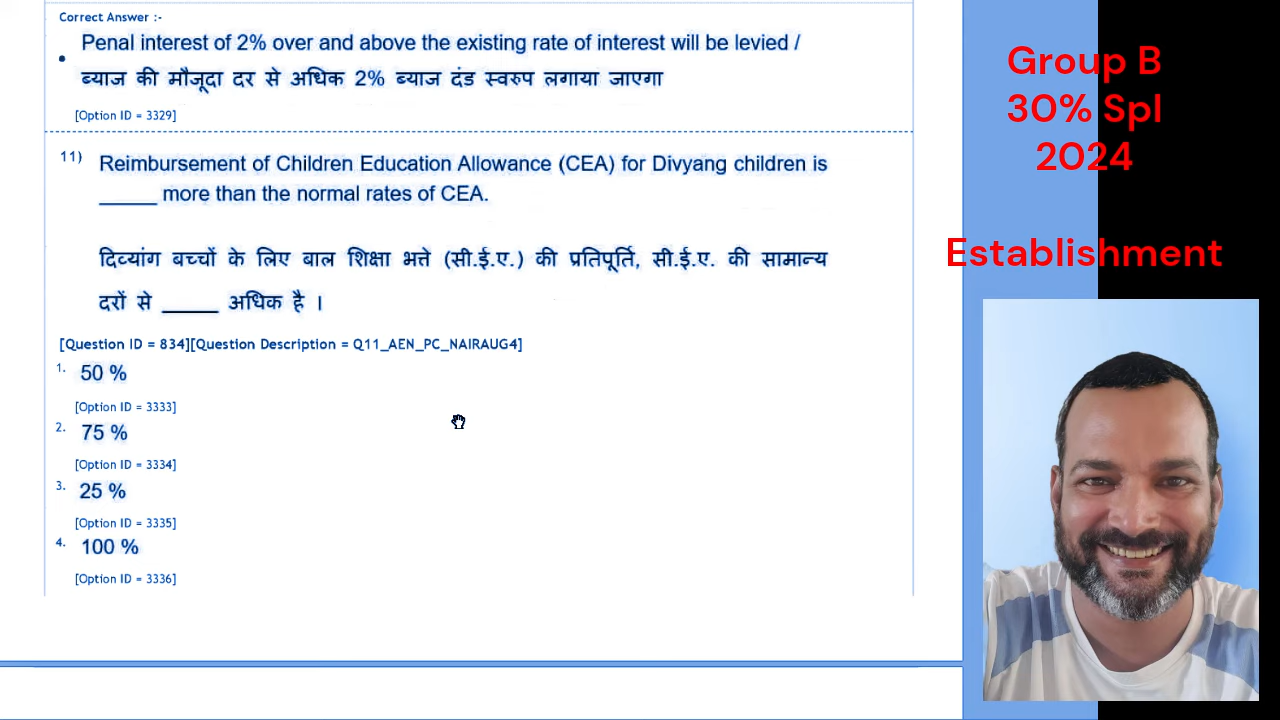 Correct Answer :-
Penal interest of 2% over and above the existing rate of interest will be levied /
ब्याज की मौजूदा दर से अधिक 2% ब्याज दंड स्वरुप लगाया जाएगा
[Option ID = 3329]
11) Reimbursement of Children Education Allowance (CEA) for Divyang children is
_____ more than the normal rates of CEA.
दिव्यांग बच्चों के लिए बाल शिक्षा भत्ते (सी.ई.ए.) की प्रतिपूर्ति, सी.ई.ए. की सामान्य
दरों से _____ अधिक है ।
[Question ID = 834][Question Description = Q11_AEN_PC_NAIRAUG4]
1. 50 %
[Option ID = 3333]
2. 75 %
[Option ID = 3334]
3. 25 %
[Option ID = 3335]
4. 100 %
[Option ID = 3336]
Group B
30% Spl
2024
Establishment